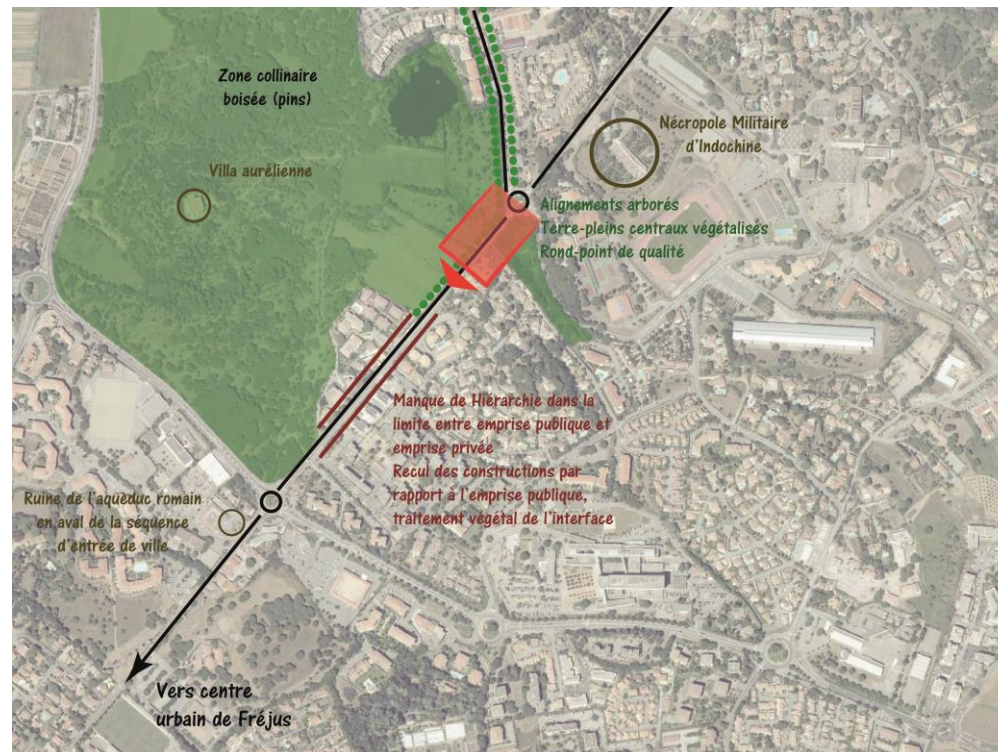 Zone collinaire
boisée (pins)
Villa aurélienne
Nécropole Militaire
d'Indochine
Alignements arborés
Terre-pleins centraux végétalisés
Rond-point de qualité
Manque de Hiérarchie dans la
limite entre emprise publique et
emprise privée
Recul des constructions par
rapport à l'emprise publique,
traitement végétal de l'interface
Ruine de l'aqueduc romain
en aval de la séquence
d'entrée de ville
Vers centre
urbain de Fréjus